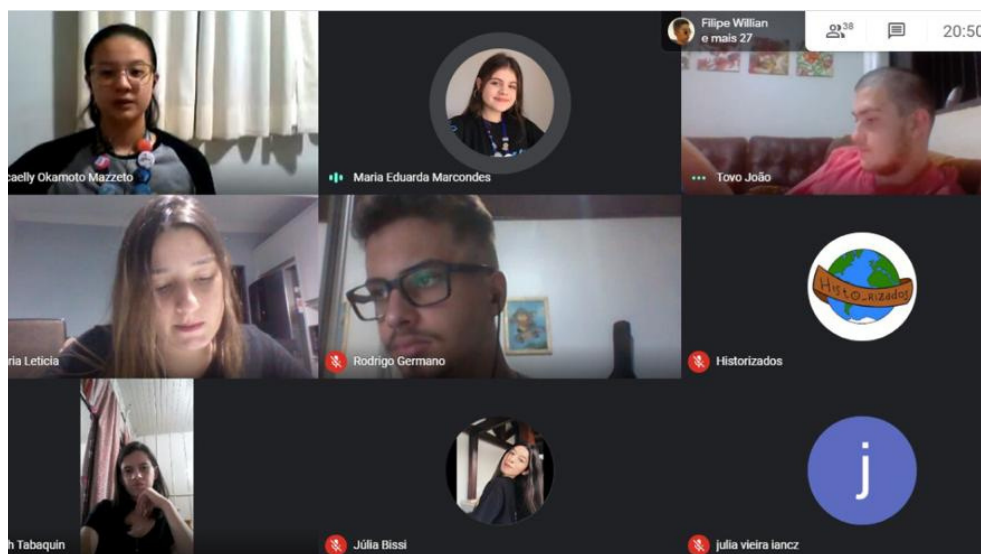 Filipe Willian
e mais 27
38
20:50
caelly Okamoto Mazzeto
Maria Eduarda Marcondes
Tovo João
ria Leticia
Rodrigo Germano
HistO_Rizados
Historizados
h Tabaquin
Júlia Bissi
j
julia vieira iancz